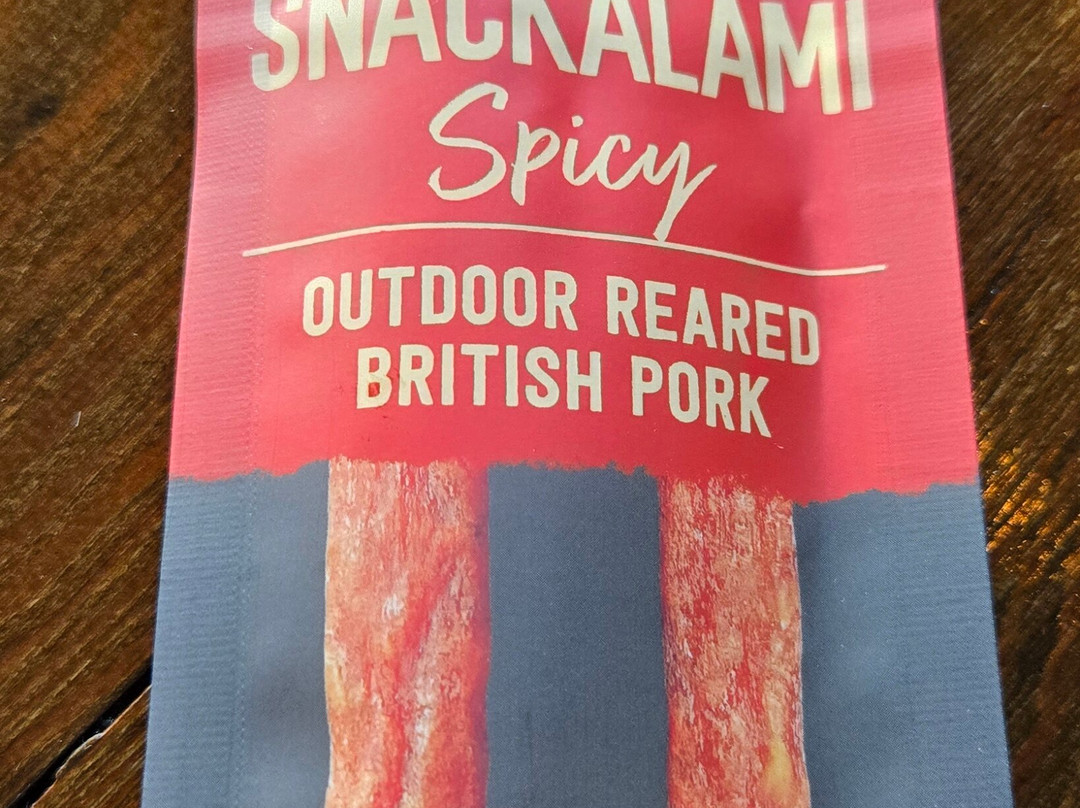 SNACKALAMI
Spicy
OUTDOOR REARED
BRITISH PORK